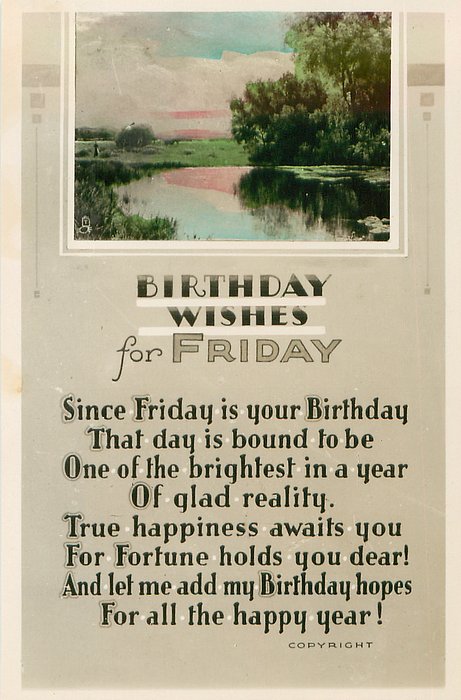 BIRTHDAY
WISHES
for FRIDAY
Since Friday is your Birthday
That day is bound to be
One of the brightest in a year
Of glad reality.
True happiness awaits you
For Fortune holds you dear!
And let me add my Birthday hopes
For all the happy year!
COPYRIGHT